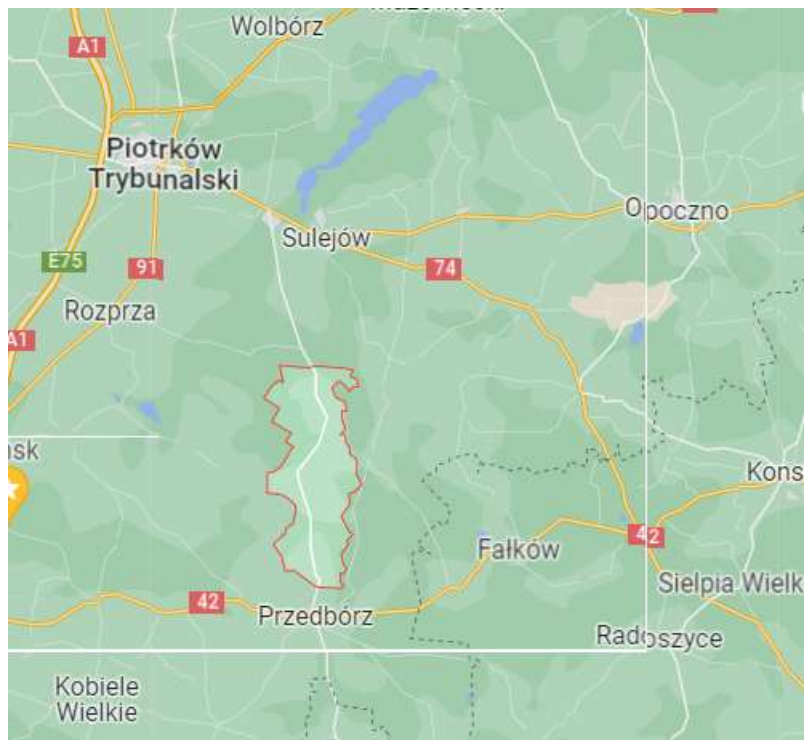 Wolbórz
A1
Piotrków
Trybunalski
Opoczno
Sulejów
E75
91
74
Rozprza
A1
nsk
Kons
42
Fałków
Sielpia Wielk
42
Przedbórz
Radoszyce
Kobiele
Wielkie